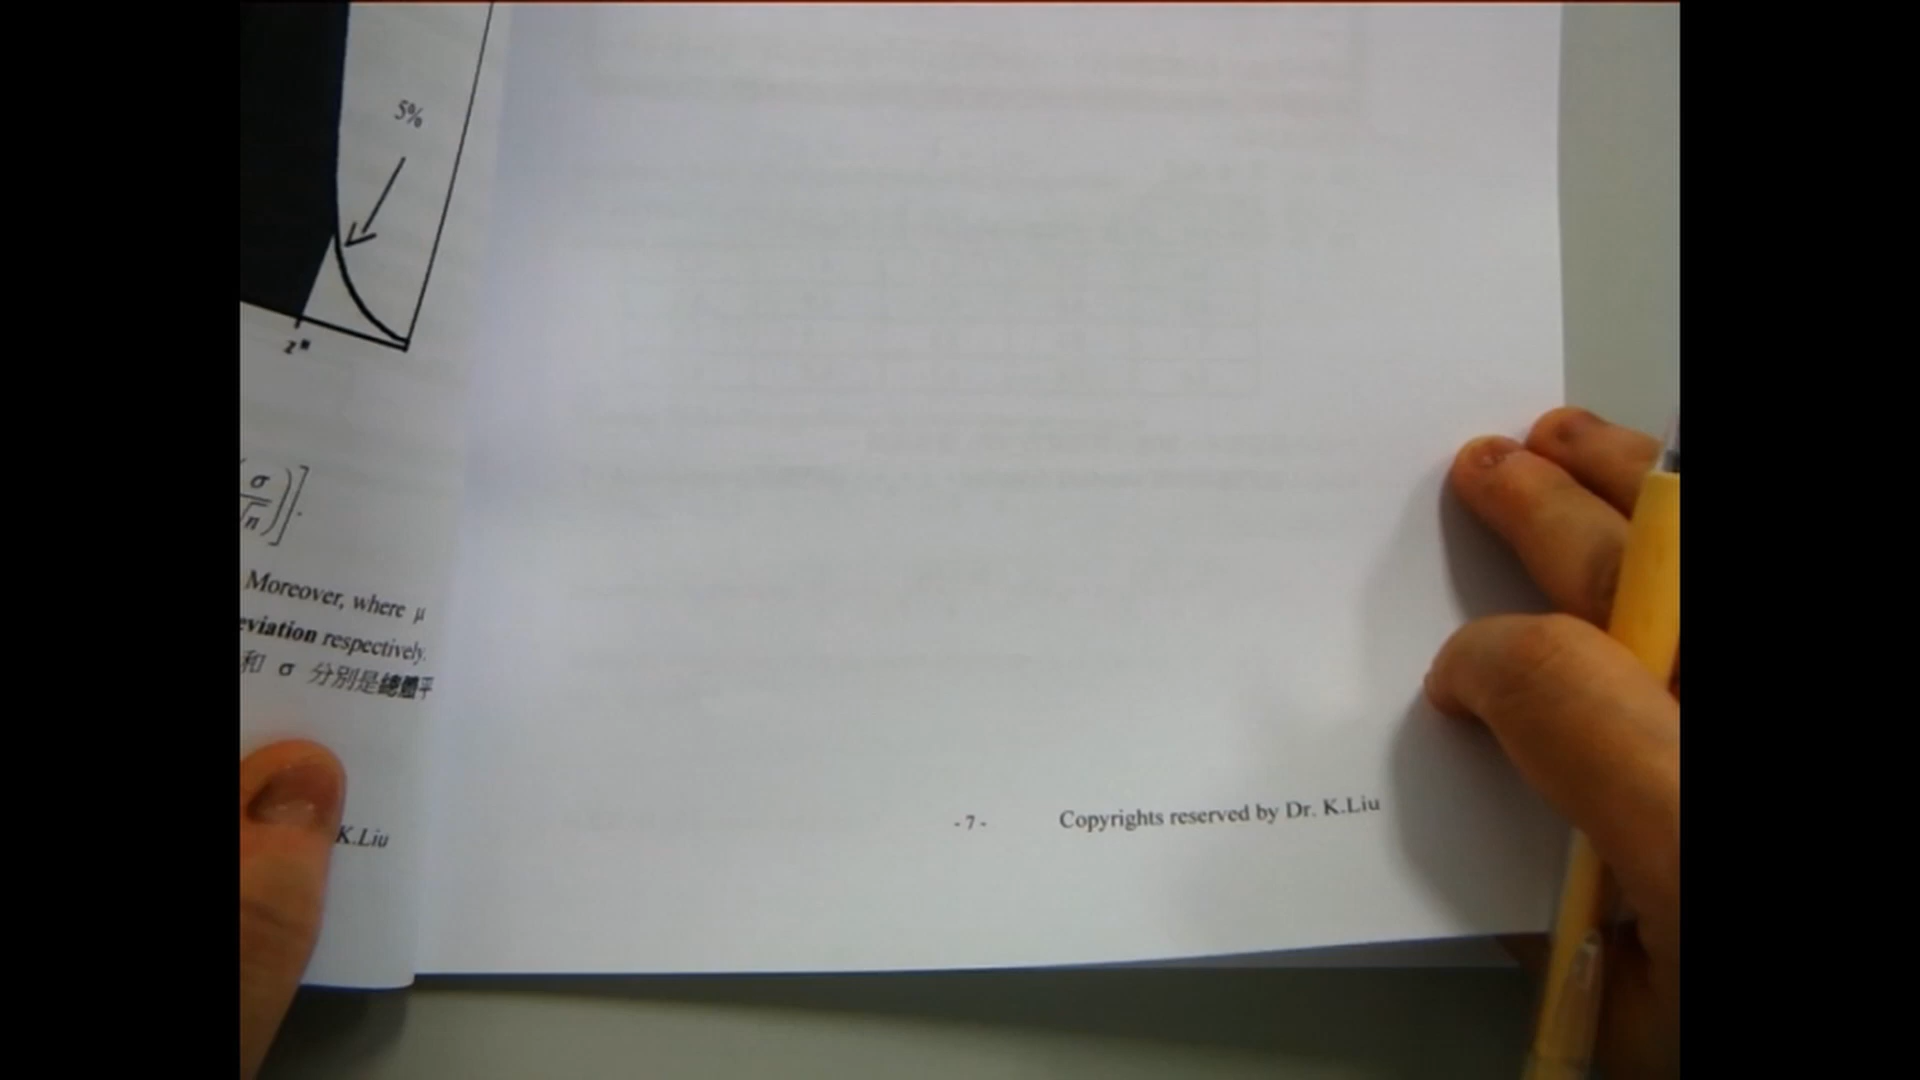 5%
z*
σ
√n
Moreover, where μ
eviation respectively.
和 σ 分別是總體平
K.Liu
- 7 -
Copyrights reserved by Dr. K.Liu